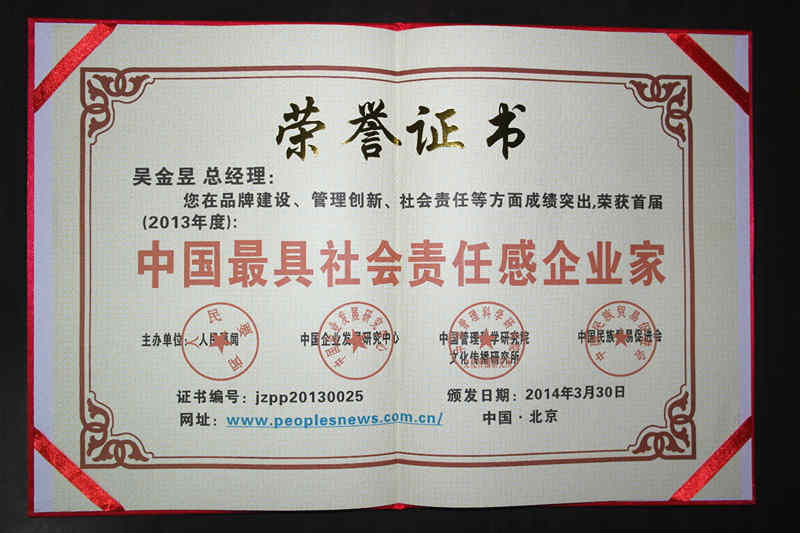 荣誉证书
吴金昱 总经理：
您在品牌建设、管理创新、社会责任等方面成绩突出,荣获首届
(2013年度):
中国最具社会责任感企业家
主办单位：人民新闻 中国企业发展研究中心 中国管理科学研究院 中国民族贸易促进会
文化传播研究所
证书编号：jzpp20130025 颁发日期：2014年3月30日
网址：www.peoplesnews.com.cn/ 中国·北京